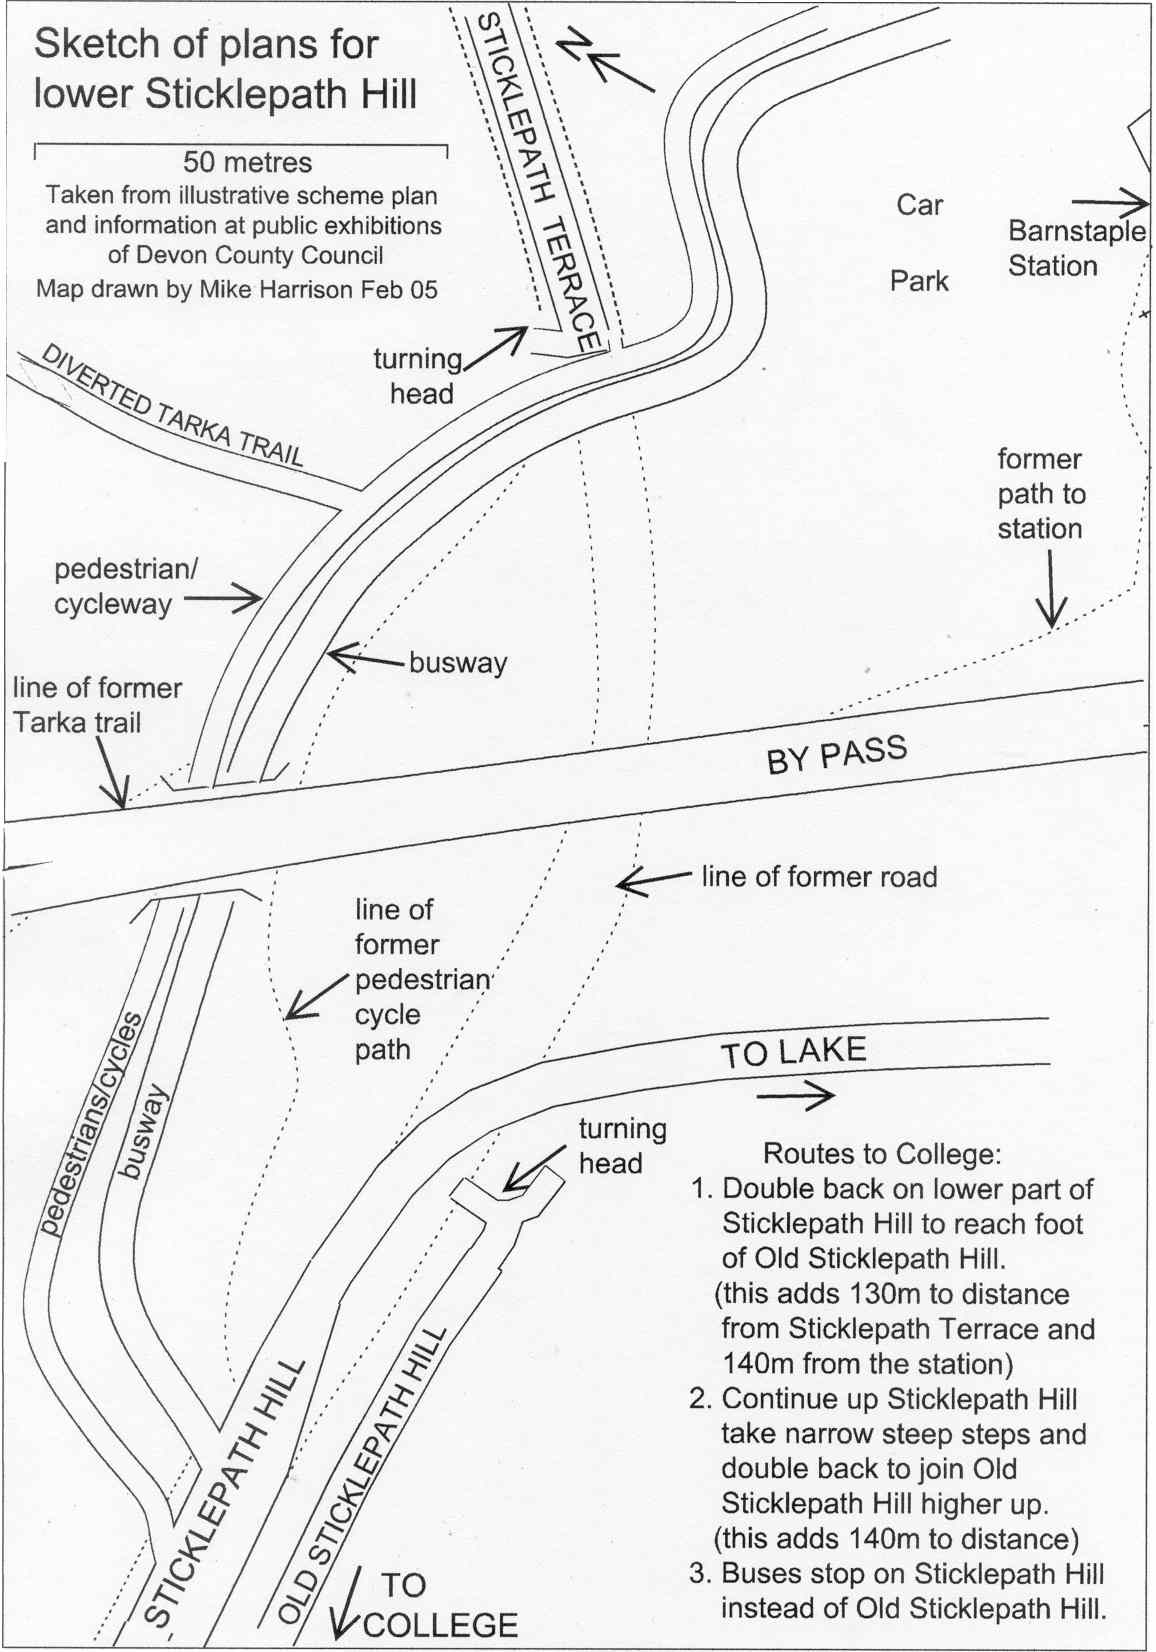 Sketch of plans for
lower Sticklepath Hill
50 metres
Taken from illustrative scheme plan
and information at public exhibitions
of Devon County Council
Map drawn by Mike Harrison Feb 05
STICKLEPATH TERRACE
N
Car
Park
Barnstaple
Station
turning
head
DIVERTED TARKA TRAIL
former
path to
station
pedestrian/
cycleway
busway
line of former
Tarka trail
BY PASS
line of former road
line of
former
pedestrian
cycle
path
pedestrians/cycles
busway
TO LAKE
turning
head
Routes to College:
1. Double back on lower part of
Sticklepath Hill to reach foot
of Old Sticklepath Hill.
(this adds 130m to distance
from Sticklepath Terrace and
140m from the station)
2. Continue up Sticklepath Hill
take narrow steep steps and
double back to join Old
Sticklepath Hill higher up.
(this adds 140m to distance)
3. Buses stop on Sticklepath Hill
instead of Old Sticklepath Hill.
STICKLEPATH HILL
OLD STICKLEPATH HILL
TO
COLLEGE